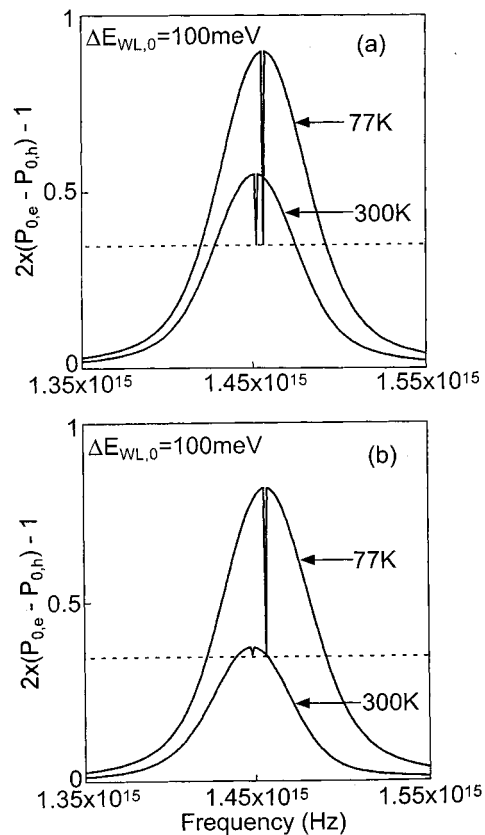 1
ΔE_WL,0=100meV
(a)
77K
0.5
300K
0
1.35x10^15
1.45x10^15
1.55x10^15
2x(P_0,e - P_0,h) - 1
1
ΔE_WL,0=100meV
(b)
77K
0.5
300K
0
1.35x10^15
1.45x10^15
1.55x10^15
2x(P_0,e - P_0,h) - 1
Frequency (Hz)